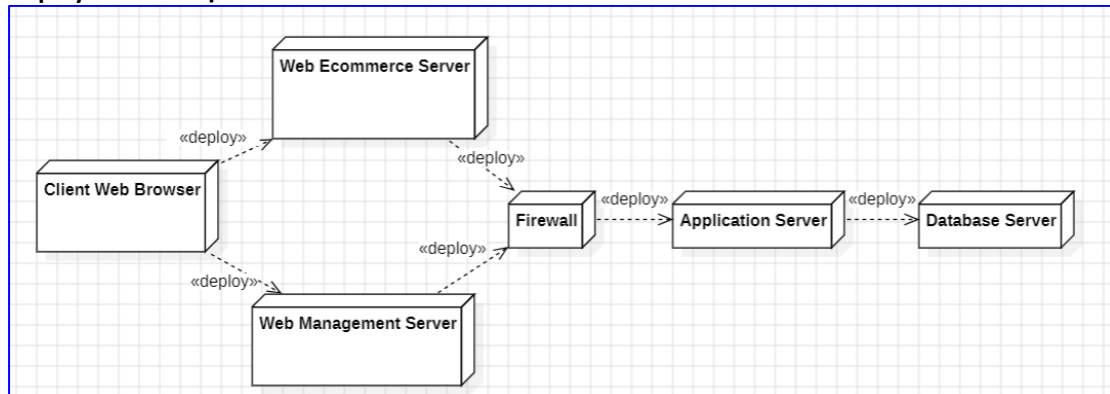 Web Ecommerce Server
«deploy»
«deploy»
Client Web Browser
«deploy»
«deploy»
Firewall
Application Server
Database Server
«deploy»
«deploy»
Web Management Server